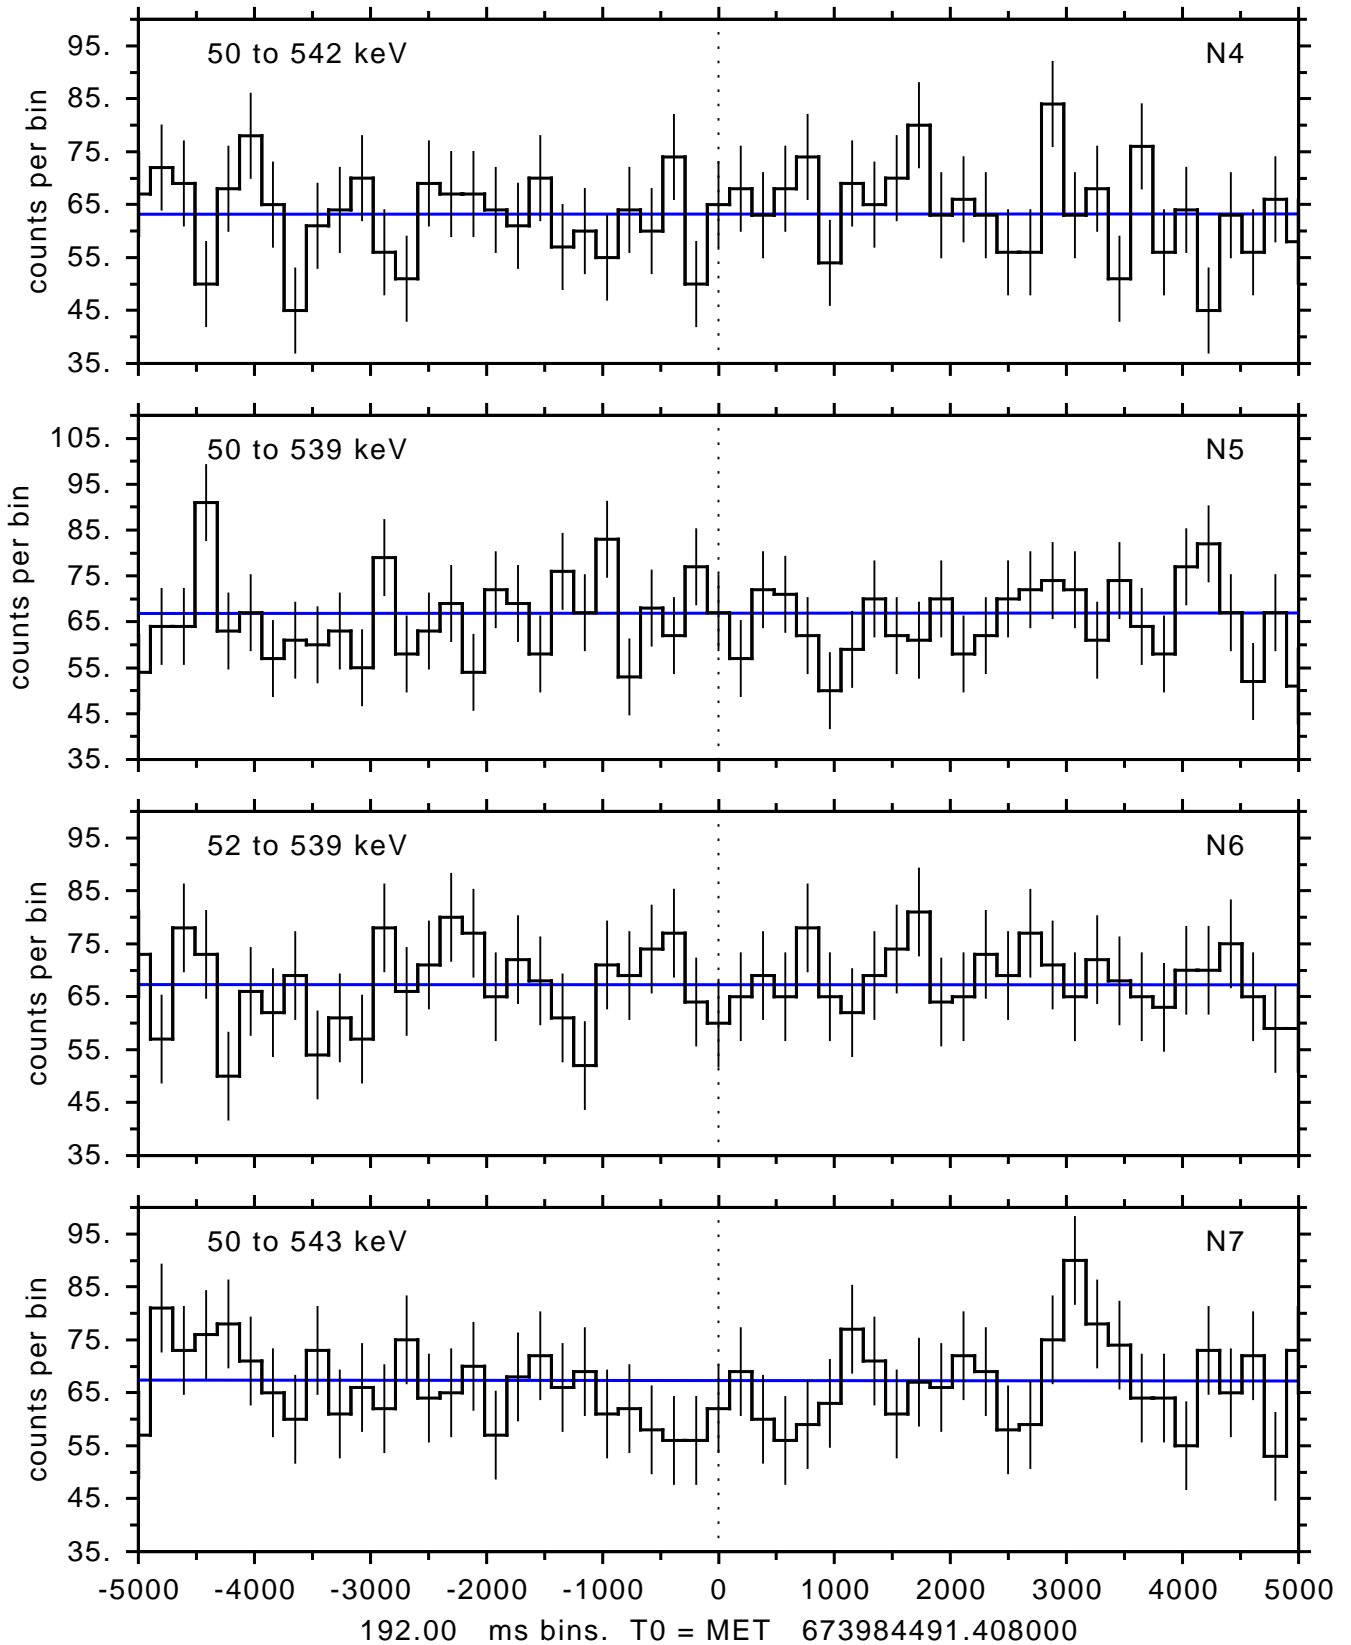 50 to 542 keV N4
95.
85.
75.
65.
55.
45.
35.
counts per bin
50 to 539 keV N5
105.
95.
85.
75.
65.
55.
45.
35.
counts per bin
52 to 539 keV N6
95.
85.
75.
65.
55.
45.
35.
counts per bin
50 to 543 keV N7
95.
85.
75.
65.
55.
45.
35.
counts per bin
-5000 -4000 -3000 -2000 -1000 0 1000 2000 3000 4000 5000
192.00 ms bins. T0 = MET 673984491.408000